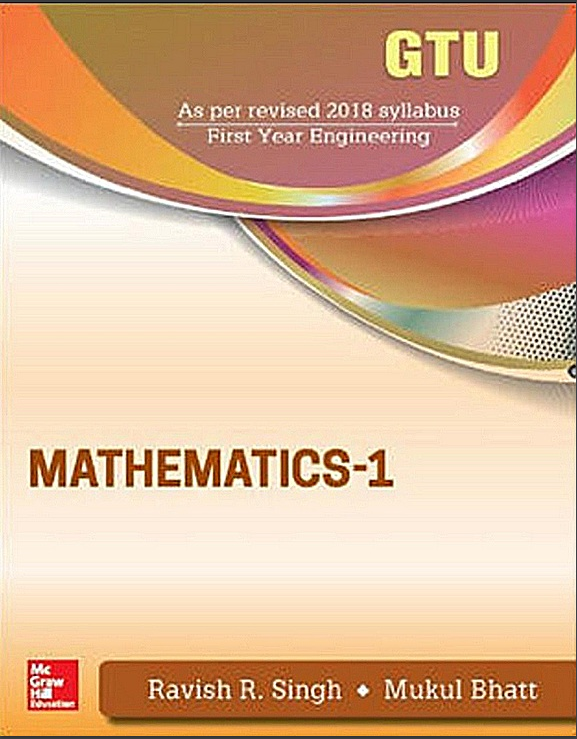 GTU
As per revised 2018 syllabus
First Year Engineering
MATHEMATICS-1
Mc
Graw
Hill
Education
Ravish R. Singh ◆ Mukul Bhatt